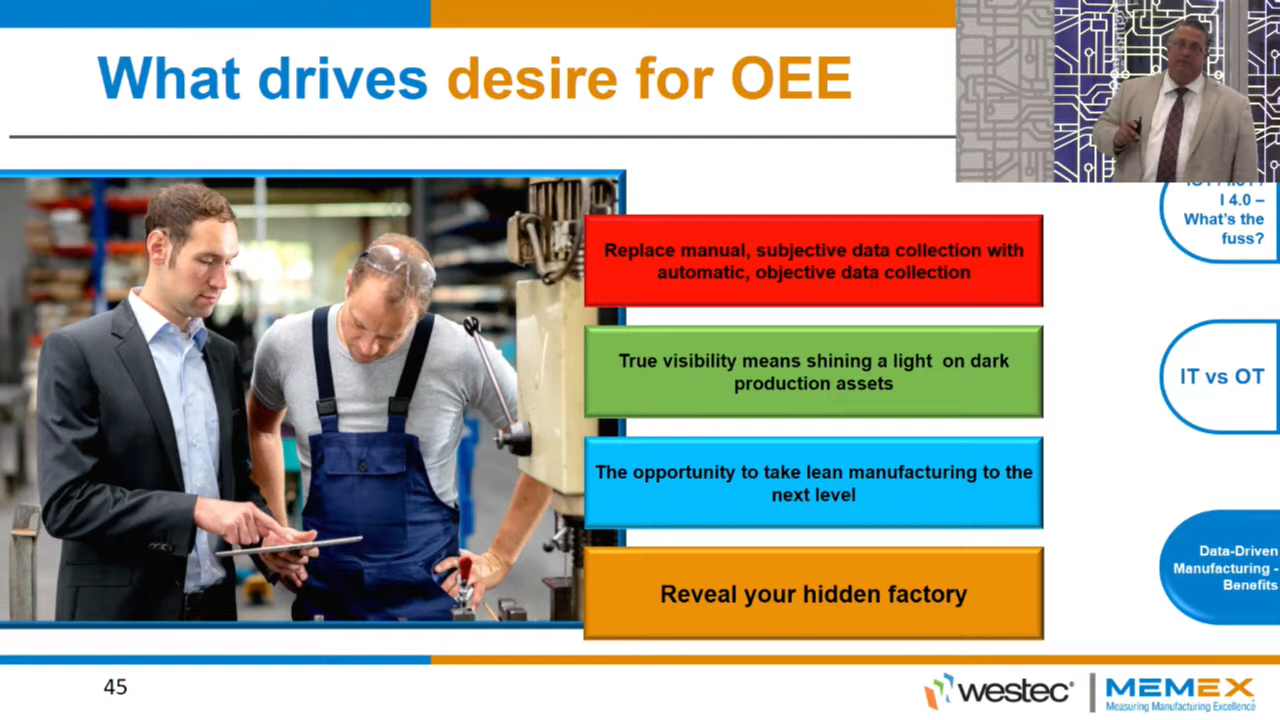 What drives desire for OEE
I 4.0 –
What's the
fuss?
Replace manual, subjective data collection with
automatic, objective data collection
True visibility means shining a light on dark
production assets
IT vs OT
The opportunity to take lean manufacturing to the
next level
Data-Driven
Manufacturing -
Benefits
Reveal your hidden factory
45
westec®
MEMEX
Measuring Manufacturing Excellence